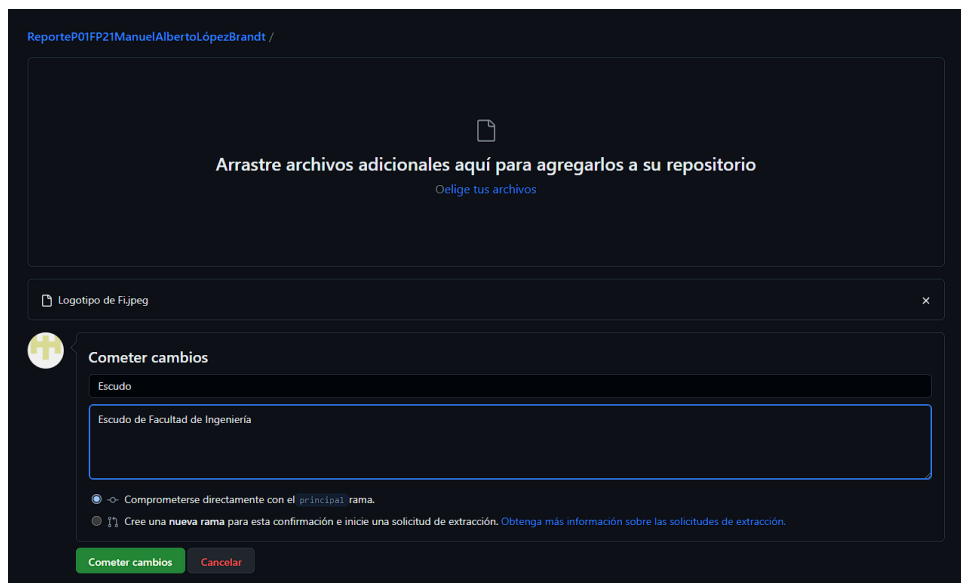 ReporteP01FP21ManuelAlbertoLópezBrandt /
Arrastre archivos adicionales aquí para agregarlos a su repositorio
Oelige tus archivos
Logotipo de Fi.jpeg
Cometer cambios
Escudo
Escudo de Facultad de Ingeniería
Comprometerse directamente con el principal rama.
Cree una nueva rama para esta confirmación e inicie una solicitud de extracción. Obtenga más información sobre las solicitudes de extracción.
Cometer cambios Cancelar